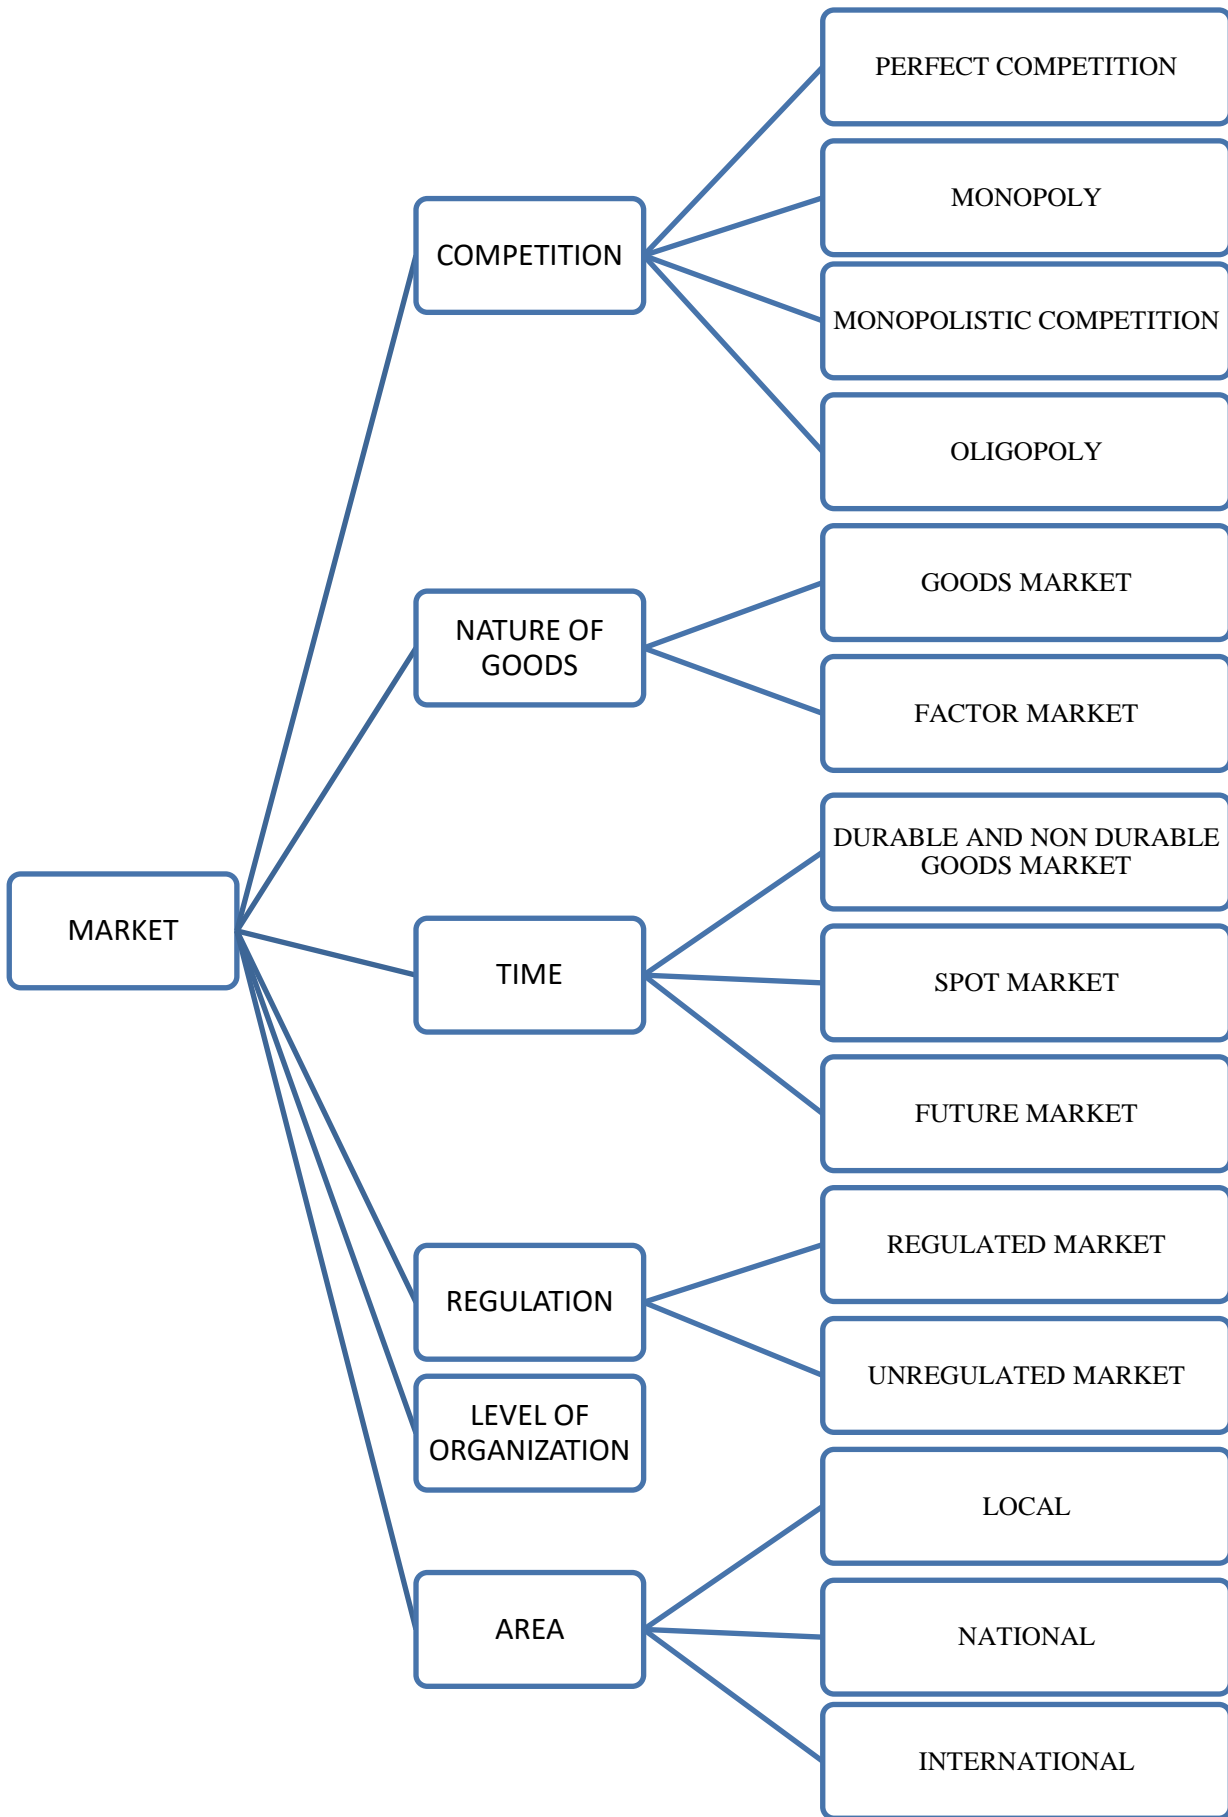 MARKET
COMPETITION
PERFECT COMPETITION
MONOPOLY
MONOPOLISTIC COMPETITION
OLIGOPOLY
NATURE OF
GOODS
GOODS MARKET
FACTOR MARKET
TIME
DURABLE AND NON DURABLE
GOODS MARKET
SPOT MARKET
FUTURE MARKET
REGULATION
REGULATED MARKET
UNREGULATED MARKET
LEVEL OF
ORGANIZATION
AREA
LOCAL
NATIONAL
INTERNATIONAL